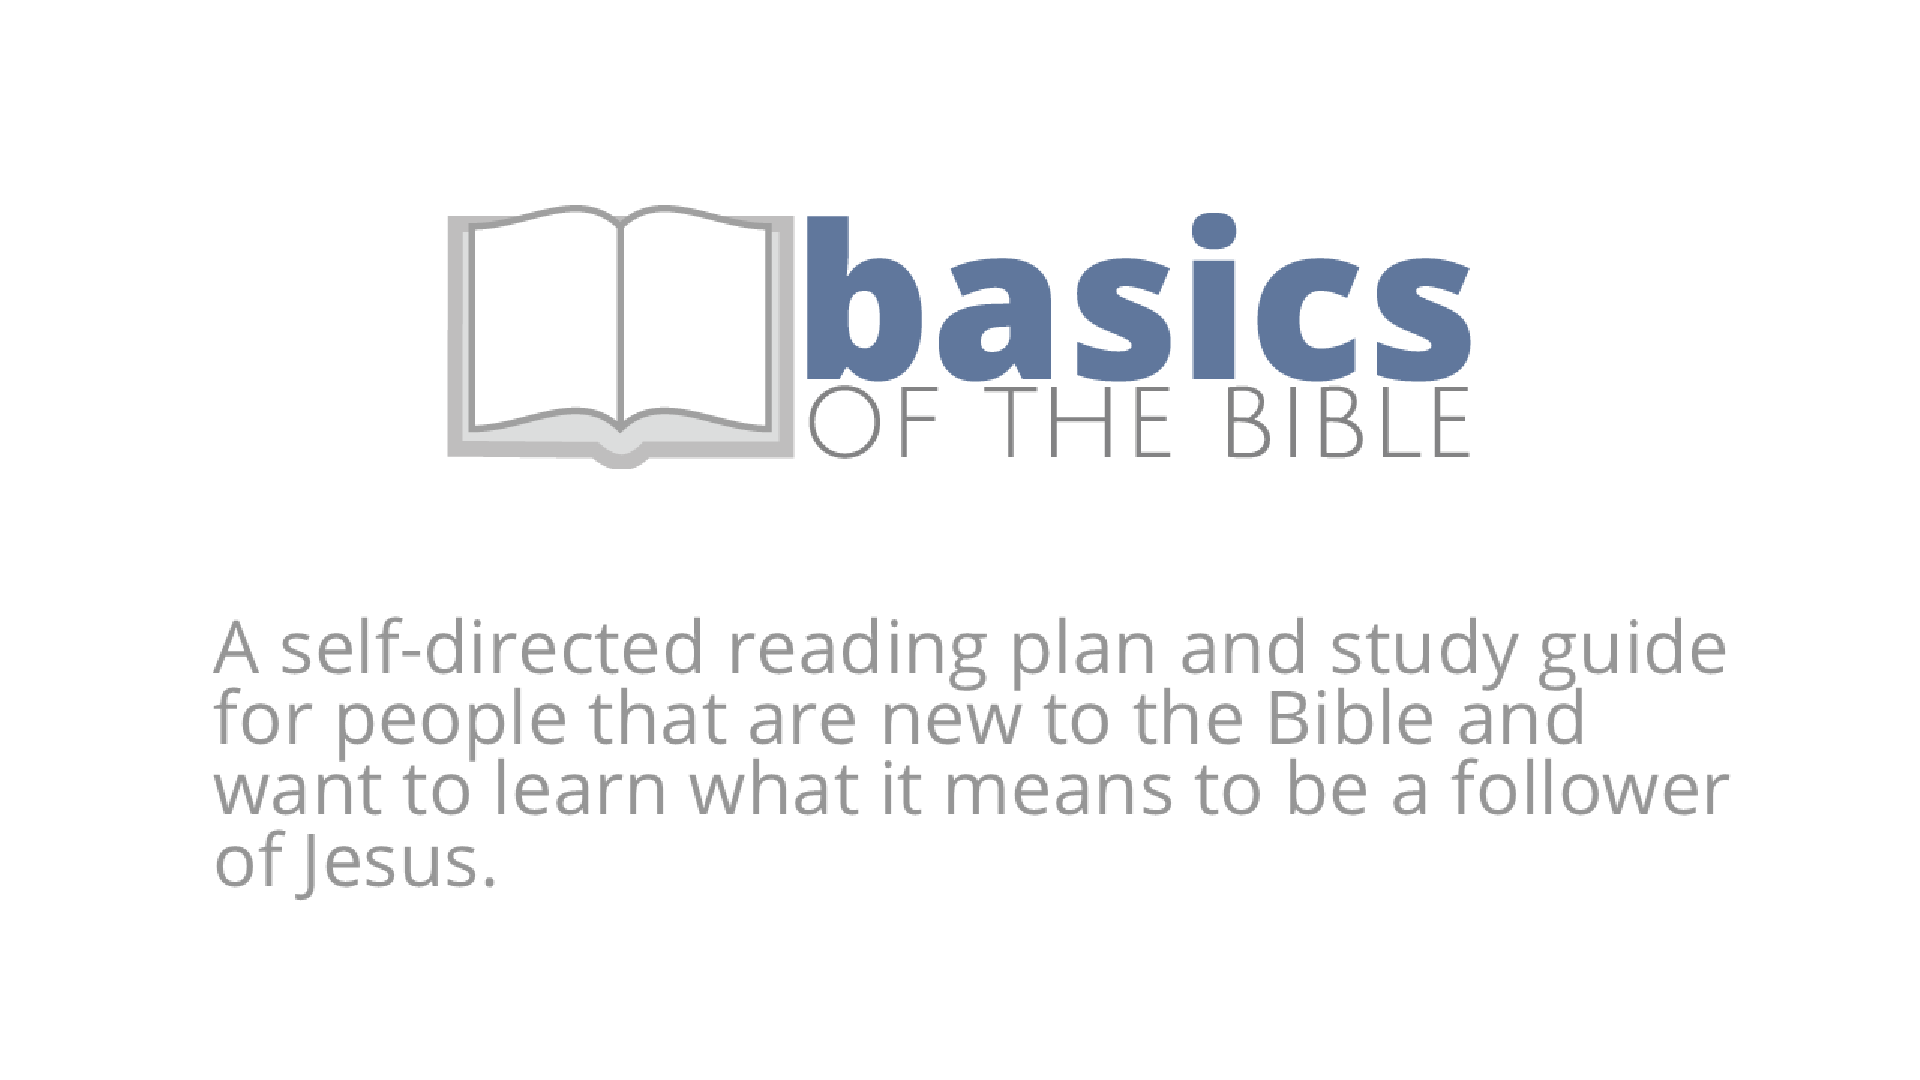 basics
OF THE BIBLE
A self-directed reading plan and study guide
for people that are new to the Bible and
want to learn what it means to be a follower
of Jesus.